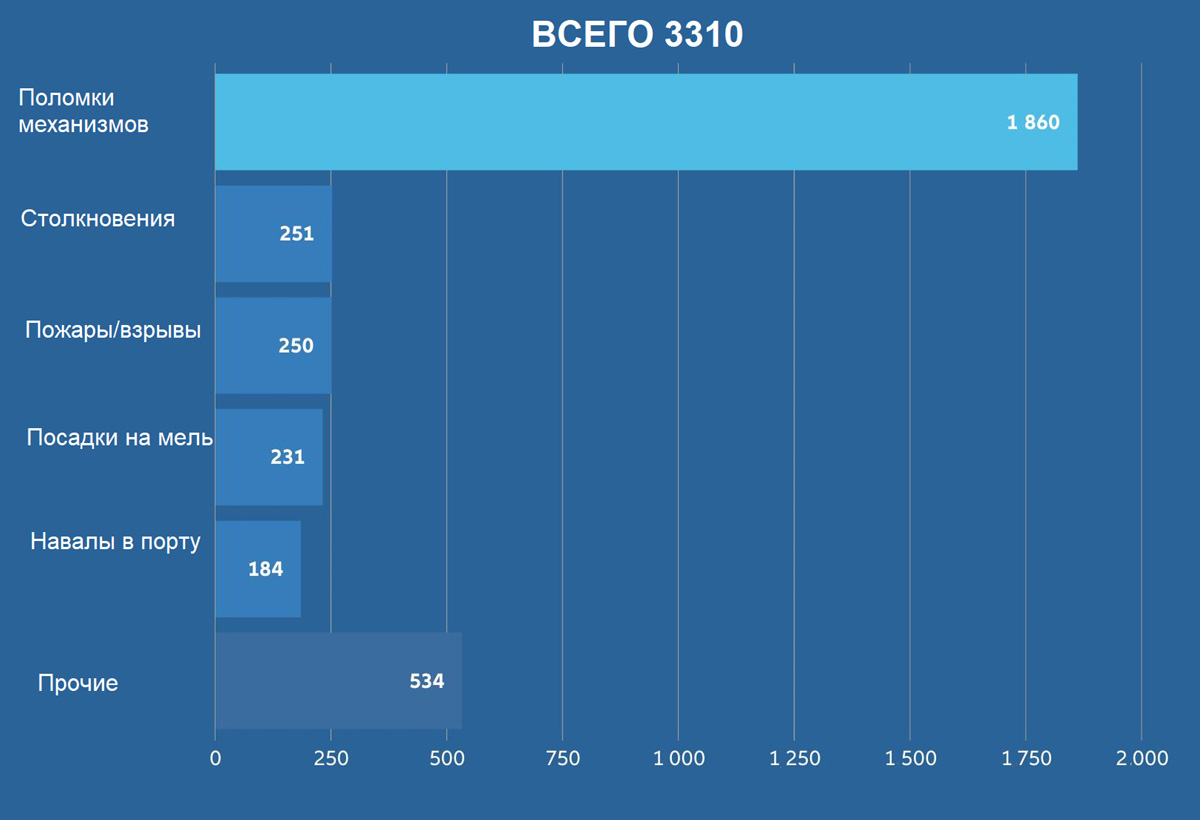 ВСЕГО 3310
Поломки
механизмов
1 860
Столкновения
251
Пожары/взрывы
250
Посадки на мель
231
Навалы в порту
184
Прочие
534
0 250 500 750 1 000 1 250 1 500 1 750 2.000